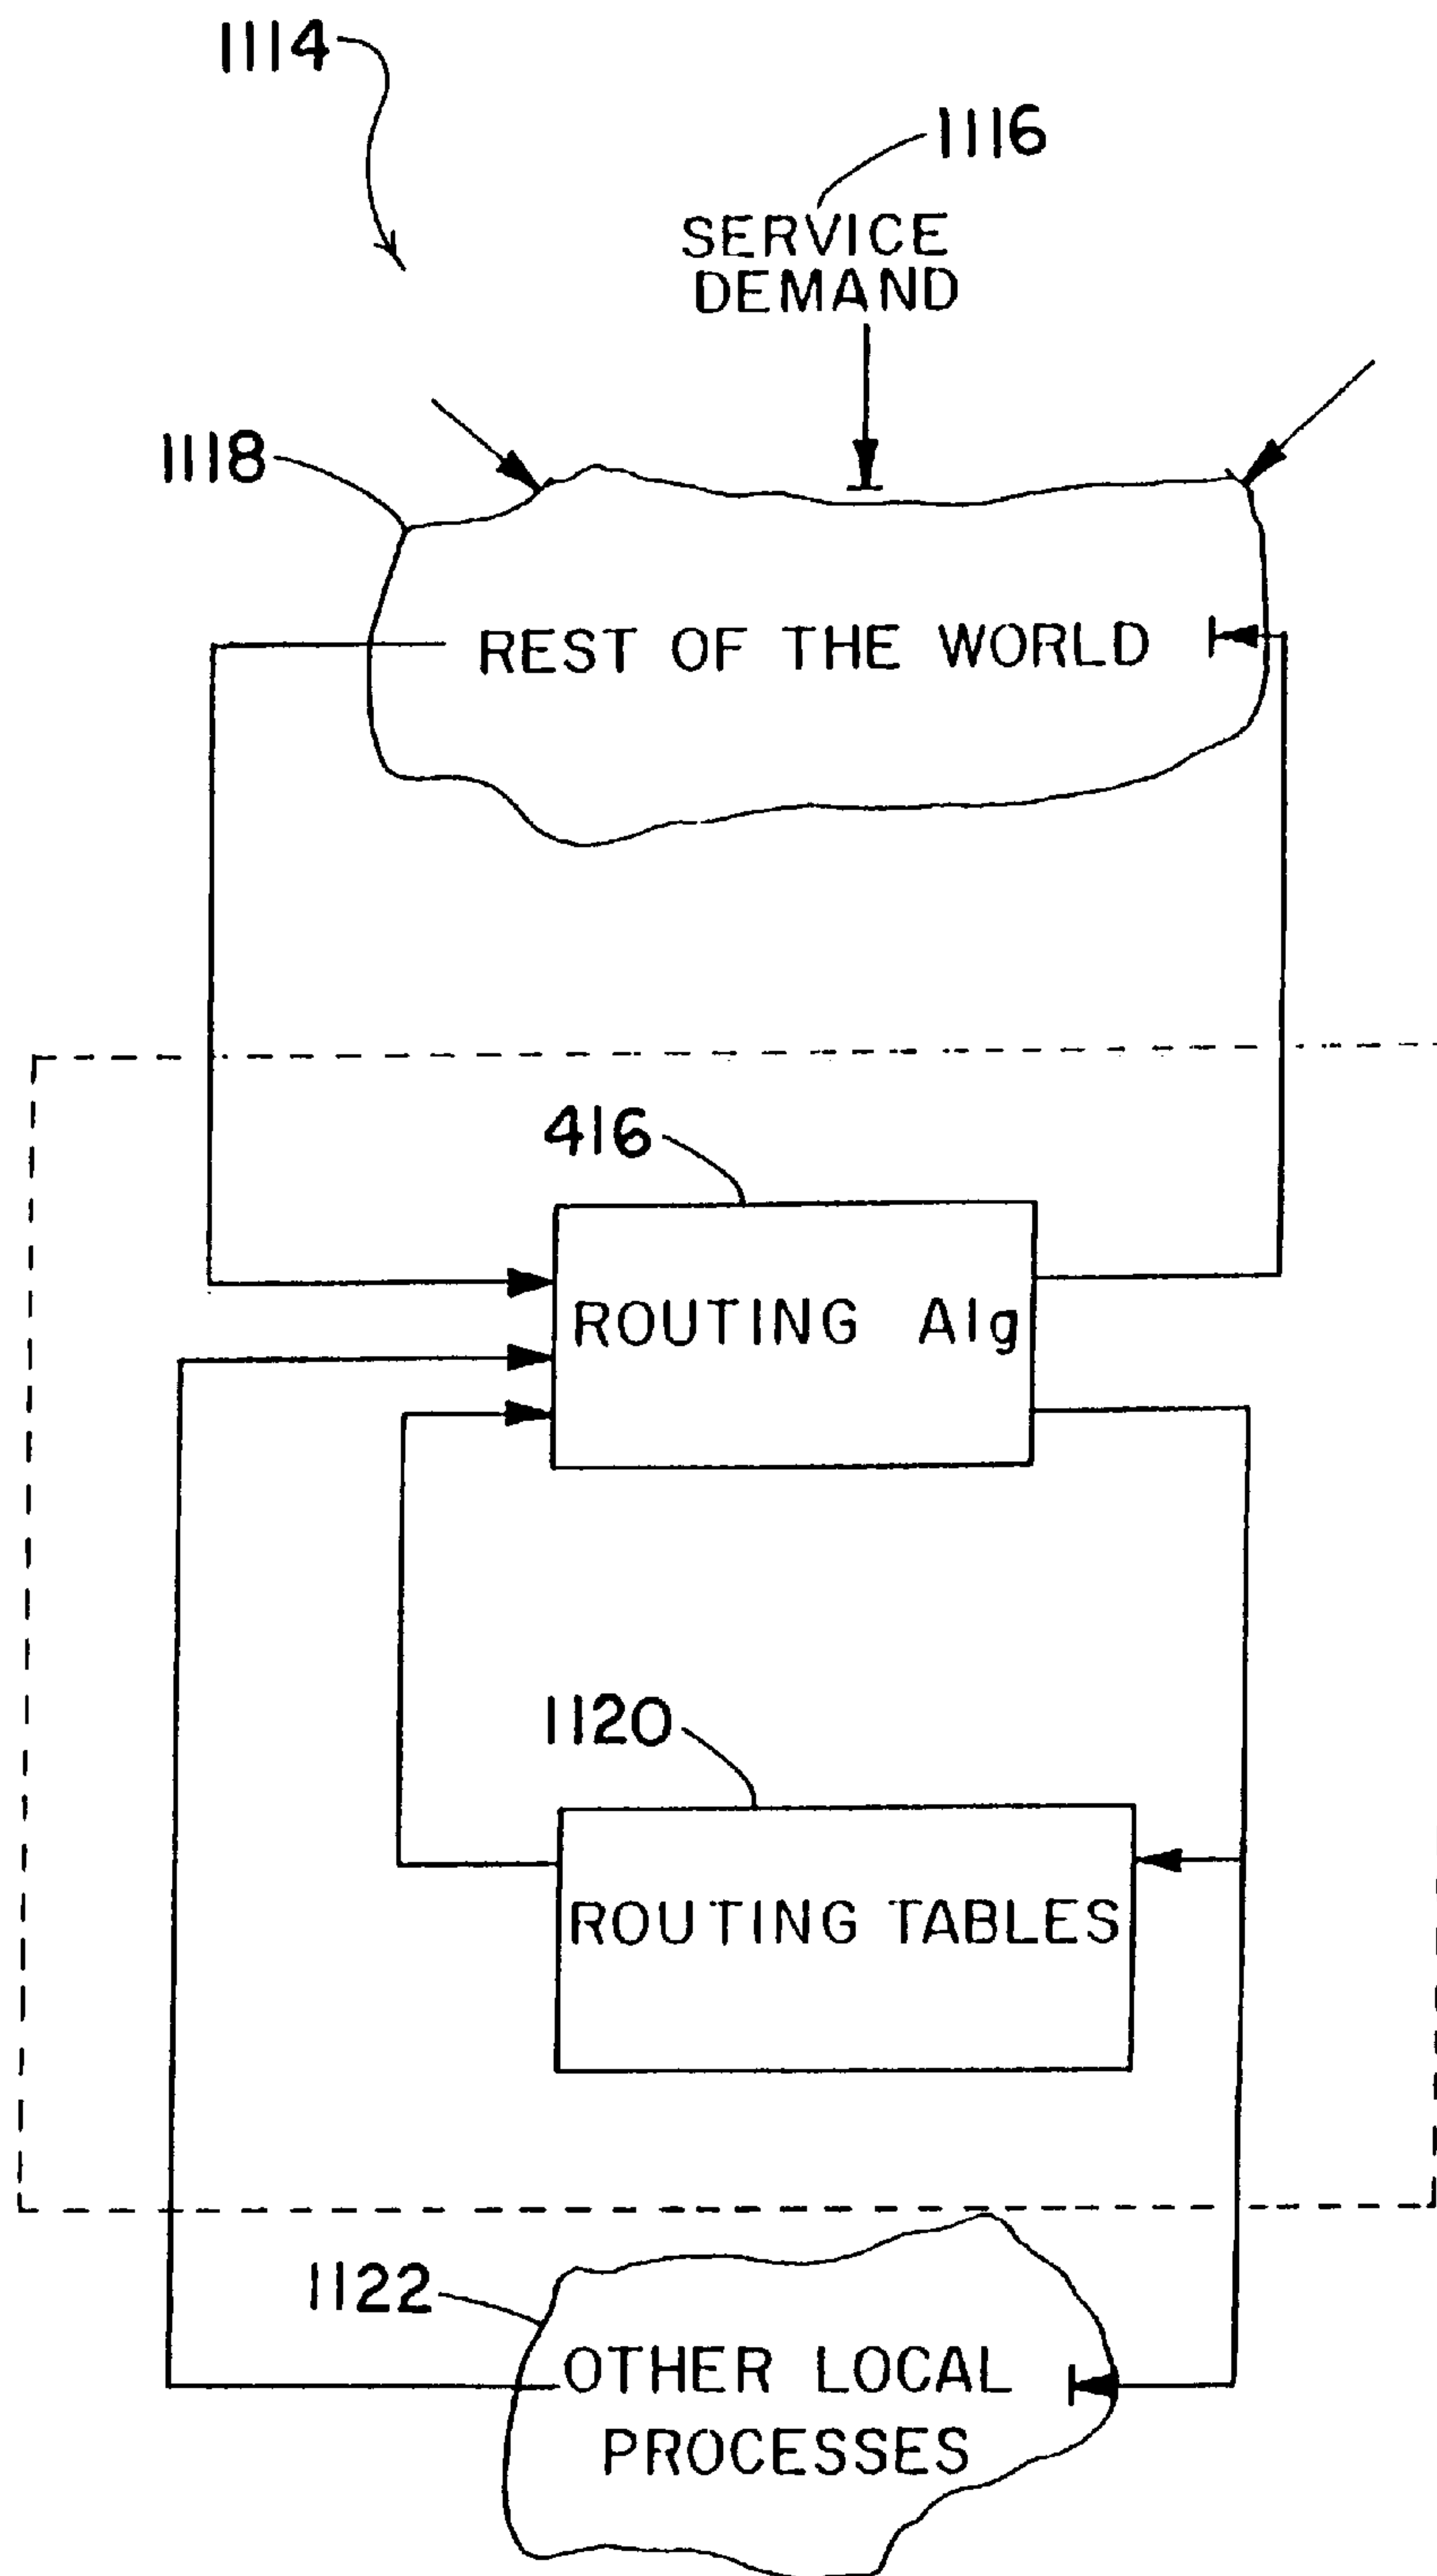 1114
1116
SERVICE
DEMAND
1118
REST OF THE WORLD
416
ROUTING Alg
1120
ROUTING TABLES
1122
OTHER LOCAL
PROCESSES